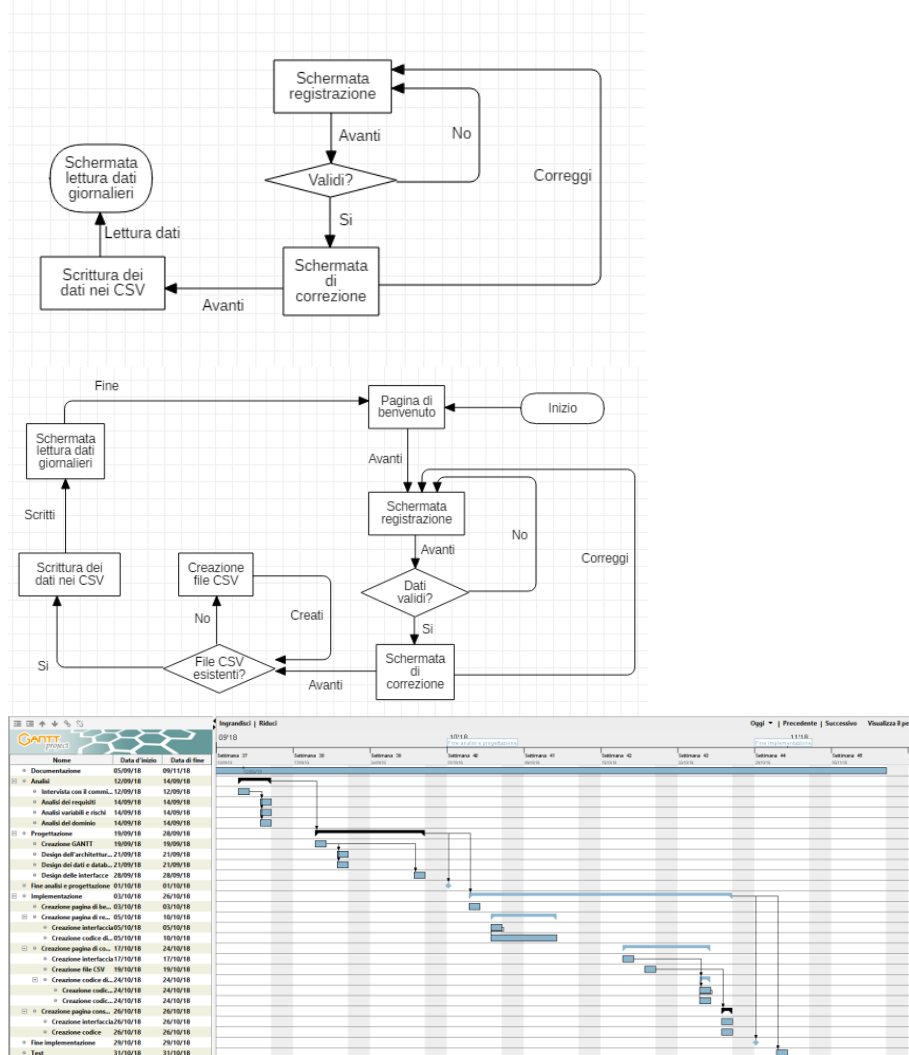 Schermata
registrazione
Avanti
No
Validi?
Correggi
Schermata
lettura dati
giornalieri
Si
Lettura dati
Scrittura dei
dati nei CSV
Schermata
di
correzione
Avanti
Fine
Pagina di
benvenuto
Inizio
Schermata
lettura dati
giornalieri
Avanti
Schermata
registrazione
Scritti
No
Avanti
Correggi
Scrittura dei
dati nei CSV
Creazione
file CSV
Dati
validi?
No
Creati
Si
Si
File CSV
esistenti?
Schermata
di
correzione
Avanti
Ingrandisci | Riduci
Oggi | Precedente | Successivo Visualizza il pe
GANTT
project
09'18
10'18
11'18
Fine analisi e progettazione
Fine implementazione
Nome Data d'inizio Data di fine
Settimana 37 Settimana 38 Settimana 39 Settimana 40 Settimana 41 Settimana 42 Settimana 43 Settimana 44 Settimana 45
Documentazione 05/09/18 09/11/18
Analisi 12/09/18 14/09/18
Intervista con il commi... 12/09/18 12/09/18
Analisi dei requisiti 14/09/18 14/09/18
Analisi variabili e rischi 14/09/18 14/09/18
Analisi del dominio 14/09/18 14/09/18
Progettazione 19/09/18 28/09/18
Creazione GANTT 19/09/18 19/09/18
Design dell'architettur... 21/09/18 21/09/18
Design dei dati e datab... 21/09/18 21/09/18
Design delle interfacce 28/09/18 28/09/18
Fine analisi e progettazione 01/10/18 01/10/18
Implementazione 03/10/18 26/10/18
Creazione pagina di be... 03/10/18 03/10/18
Creazione pagina di re... 05/10/18 10/10/18
Creazione interfaccia 05/10/18 05/10/18
Creazione codice di... 05/10/18 10/10/18
Creazione pagina di co... 17/10/18 24/10/18
Creazione interfaccia 17/10/18 17/10/18
Creazione file CSV 19/10/18 19/10/18
Creazione codice di... 24/10/18 24/10/18
Creazione codic... 24/10/18 24/10/18
Creazione codic... 24/10/18 24/10/18
Creazione pagina cons... 26/10/18 26/10/18
Creazione interfaccia 26/10/18 26/10/18
Creazione codice 26/10/18 26/10/18
Fine implementazione 29/10/18 29/10/18
Test 31/10/18 31/10/18